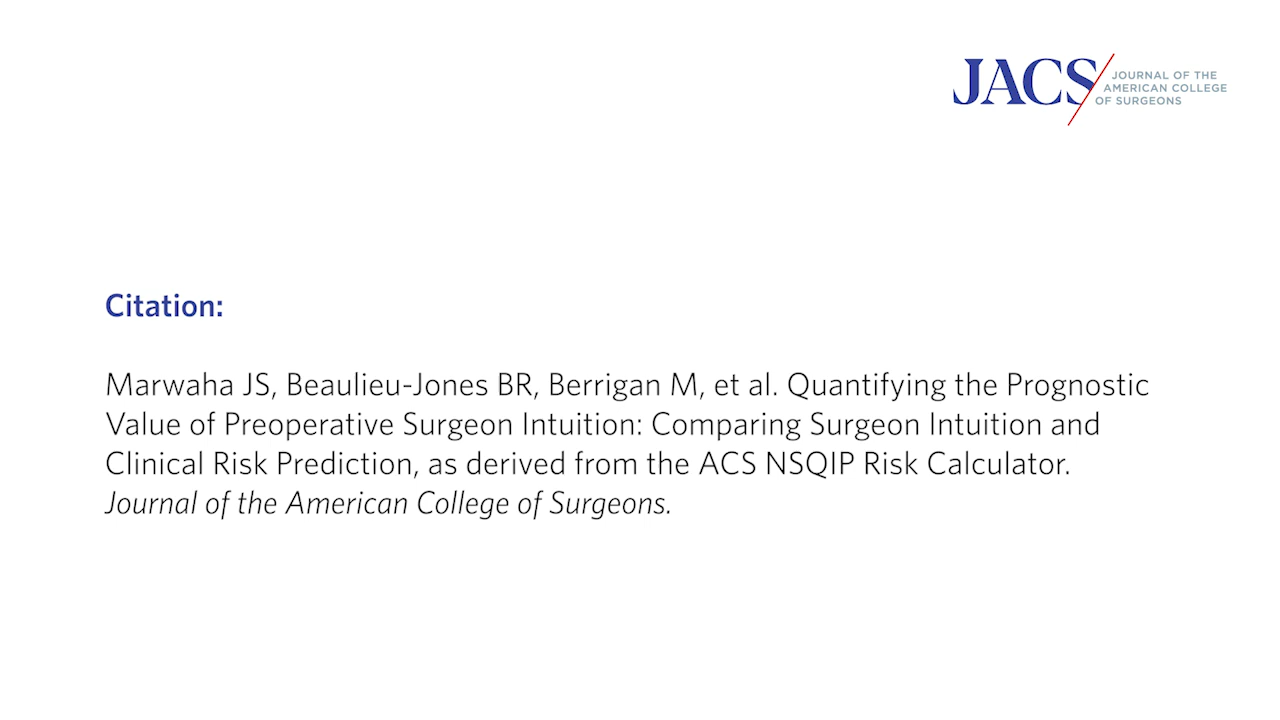 JACS
JOURNAL OF THE
AMERICAN COLLEGE
OF SURGEONS
Citation:
Marwaha JS, Beaulieu-Jones BR, Berrigan M, et al. Quantifying the Prognostic
Value of Preoperative Surgeon Intuition: Comparing Surgeon Intuition and
Clinical Risk Prediction, as derived from the ACS NSQIP Risk Calculator.
Journal of the American College of Surgeons.